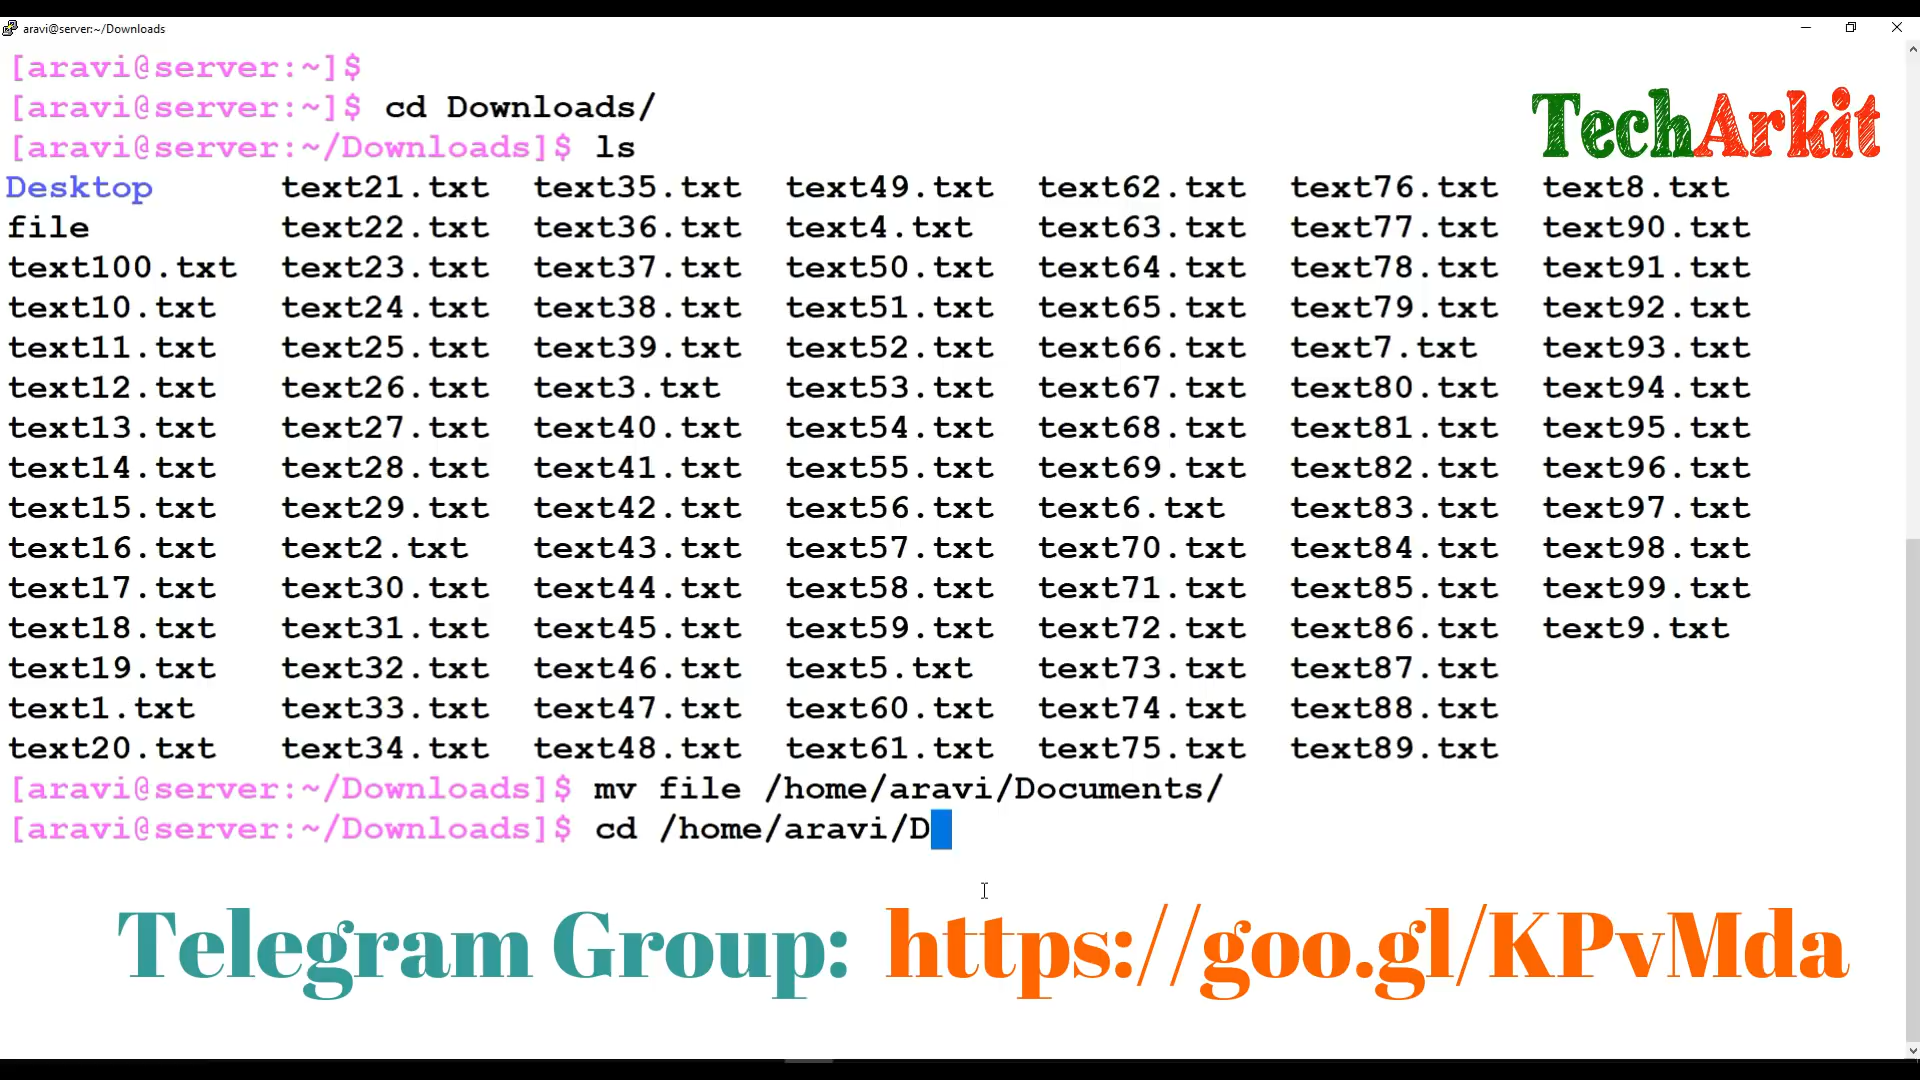 aravi@server:~/Downloads
[aravi@server:~]$
[aravi@server:~]$ cd Downloads/
[aravi@server:~/Downloads]$ ls
TechArkit
Desktop text21.txt text35.txt text49.txt text62.txt text76.txt text8.txt
file text22.txt text36.txt text4.txt text63.txt text77.txt text90.txt
text100.txt text23.txt text37.txt text50.txt text64.txt text78.txt text91.txt
text10.txt text24.txt text38.txt text51.txt text65.txt text79.txt text92.txt
text11.txt text25.txt text39.txt text52.txt text66.txt text7.txt text93.txt
text12.txt text26.txt text3.txt text53.txt text67.txt text80.txt text94.txt
text13.txt text27.txt text40.txt text54.txt text68.txt text81.txt text95.txt
text14.txt text28.txt text41.txt text55.txt text69.txt text82.txt text96.txt
text15.txt text29.txt text42.txt text56.txt text6.txt text83.txt text97.txt
text16.txt text2.txt text43.txt text57.txt text70.txt text84.txt text98.txt
text17.txt text30.txt text44.txt text58.txt text71.txt text85.txt text99.txt
text18.txt text31.txt text45.txt text59.txt text72.txt text86.txt text9.txt
text19.txt text32.txt text46.txt text5.txt text73.txt text87.txt
text1.txt text33.txt text47.txt text60.txt text74.txt text88.txt
text20.txt text34.txt text48.txt text61.txt text75.txt text89.txt
[aravi@server:~/Downloads]$ mv file /home/aravi/Documents/
[aravi@server:~/Downloads]$ cd /home/aravi/D
Telegram Group: https://goo.gl/KPvMda